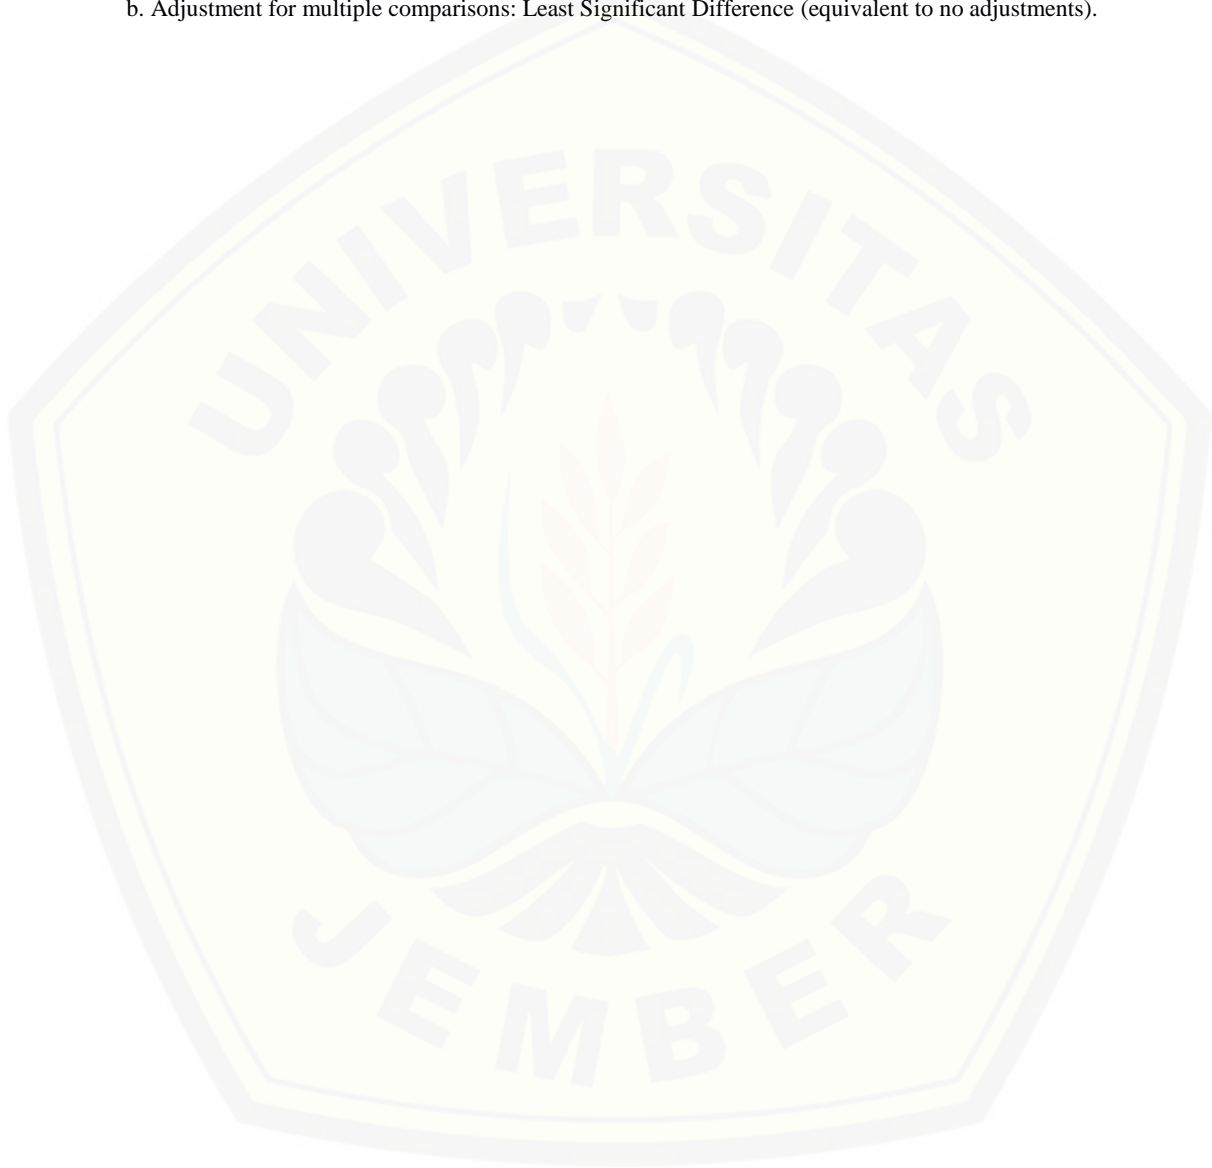 b. Adjustment for multiple comparisons: Least Significant Difference (equivalent to no adjustments).
UNIVERSITAS
JEMBER